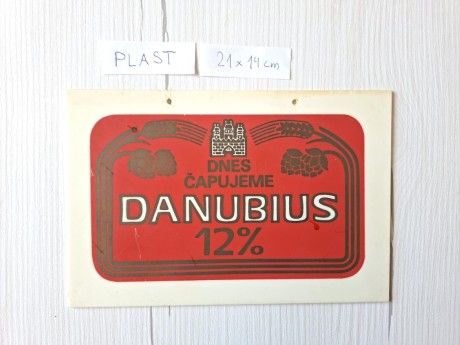 PLAST
21 x 14 cm
DNES
ČAPUJEME
DANUBIUS
12%